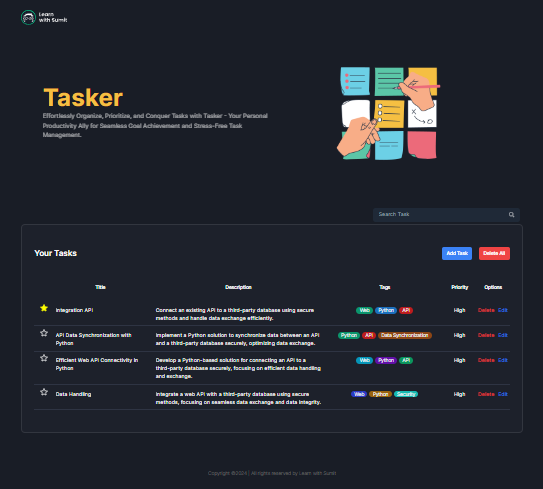 Learn
with Sumit
Tasker
Effortlessly Organize, Prioritize, and Conquer Tasks with Tasker - Your Personal
Productivity Ally for Seamless Goal Achievement and Stress-Free Task
Management.
Search Task
Your Tasks
Add Task
Delete All
Title Description Tags Priority Options
Integration API
Connect an existing API to a third-party database using secure
methods and handle data exchange efficiently.
Web Python API
High
Delete Edit
API Data Synchronization with
Python
Implement a Python solution to synchronize data between an API
and a third-party database securely, optimizing data exchange.
Python API Data Synchronization
High
Delete Edit
Efficient Web API Connectivity in
Python
Develop a Python-based solution for connecting an API to a
third-party database securely, focusing on efficient data handling
and exchange.
Web Python API
High
Delete Edit
Data Handling
Integrate a web API with a third-party database using secure
methods, focusing on seamless data exchange and data integrity.
Web Python Security
High
Delete Edit
Copyright ©2024 | All rights reserved by Learn with Sumit